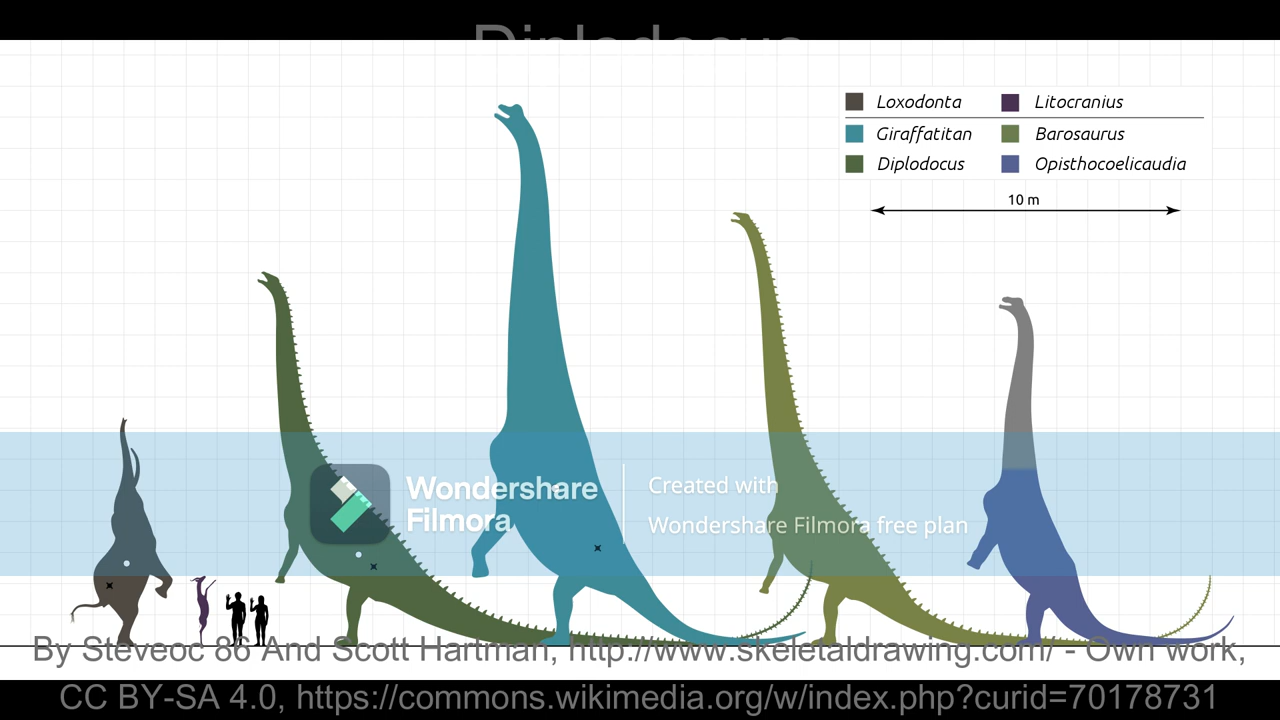 Diplodocus
Loxodonta
Litocranius
Giraffatitan
Barosaurus
Diplodocus
Opisthocoelicaudia
10 m
Wondershare
Filmora
Created with
Wondershare Filmora free plan
By Steveoc 86 And Scott Hartman, http://www.skeletaldrawing.com/ - Own work,
CC BY-SA 4.0, https://commons.wikimedia.org/w/index.php?curid=70178731